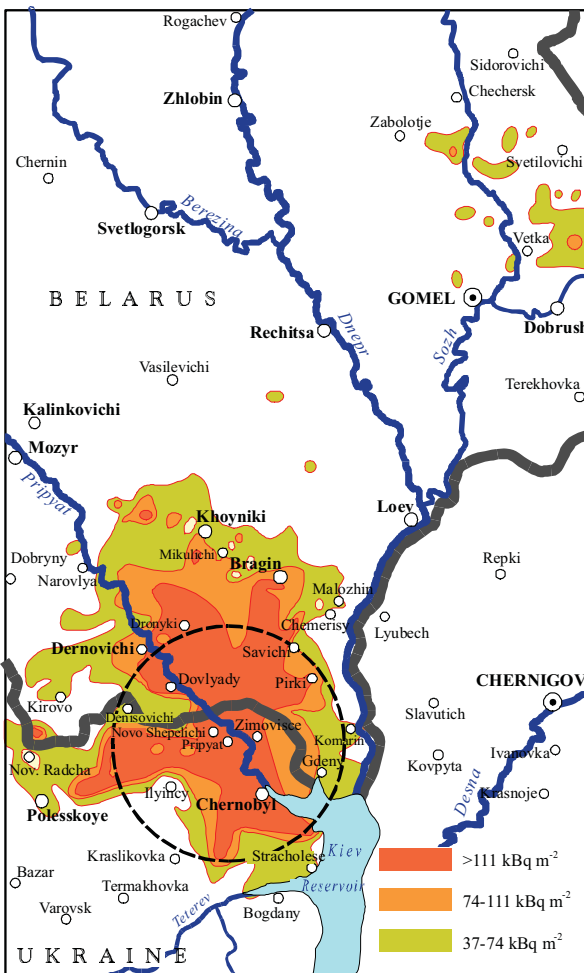 Rogachev
Sidorovichi
Chechersk
Zhlobin
Zabolotje
Svetilovichi
Chernin
Svetlogorsk
Berezina
Vetka
BELARUS
GOMEL
Dobrush
Rechitsa
Dnepr
Sozh
Vasilevichi
Terekhovka
Kalinkovichi
Mozyr
Pripyat
Khoyniki
Loev
Mikulichi
Dobryny
Bragin
Repki
Narovlya
Malozhin
Chemerisy
Dronyki
Lyubech
Dernovichi
Savichi
Dovlyady
Pirki
Kirovo
CHERNIGOV
Denisovichi
Slavutich
Novo Shepelichi
Zimovisce
Komarin
Pripyat
Ivanovka
Kovpyta
Nov. Radcha
Gdeny
Desna
Ilyincy
Chernobyl
Krasnoje
Polesskoye
Kraslikovka
Stracholese
Kiev
>111 kBq m-2
Bazar
Termakhovka
Reservoir
74-111 kBq m-2
Varovsk
Teterev
Bogdany
37-74 kBq m-2
UKRAINE